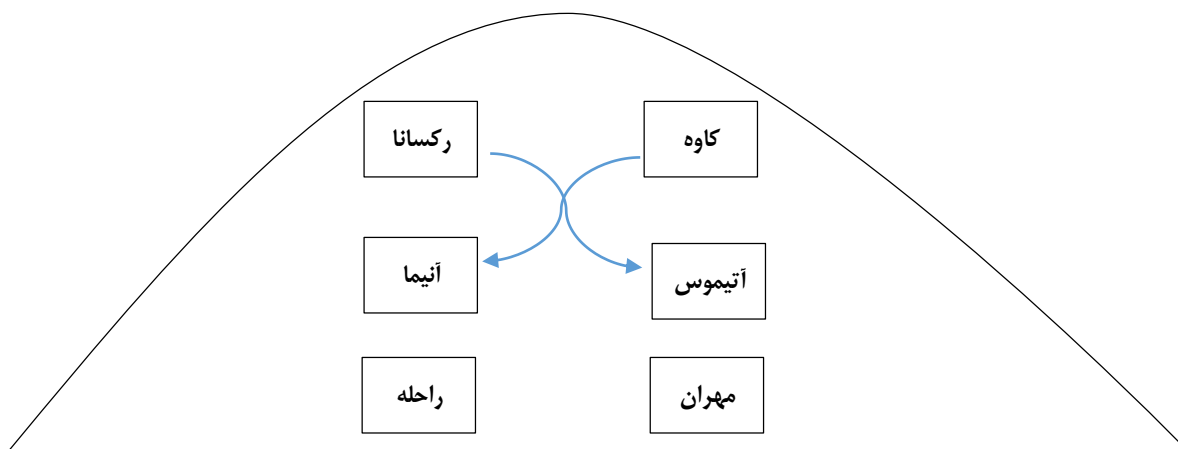 کاوه
رکسانا
آتیموس
آنیما
مهران
راحله